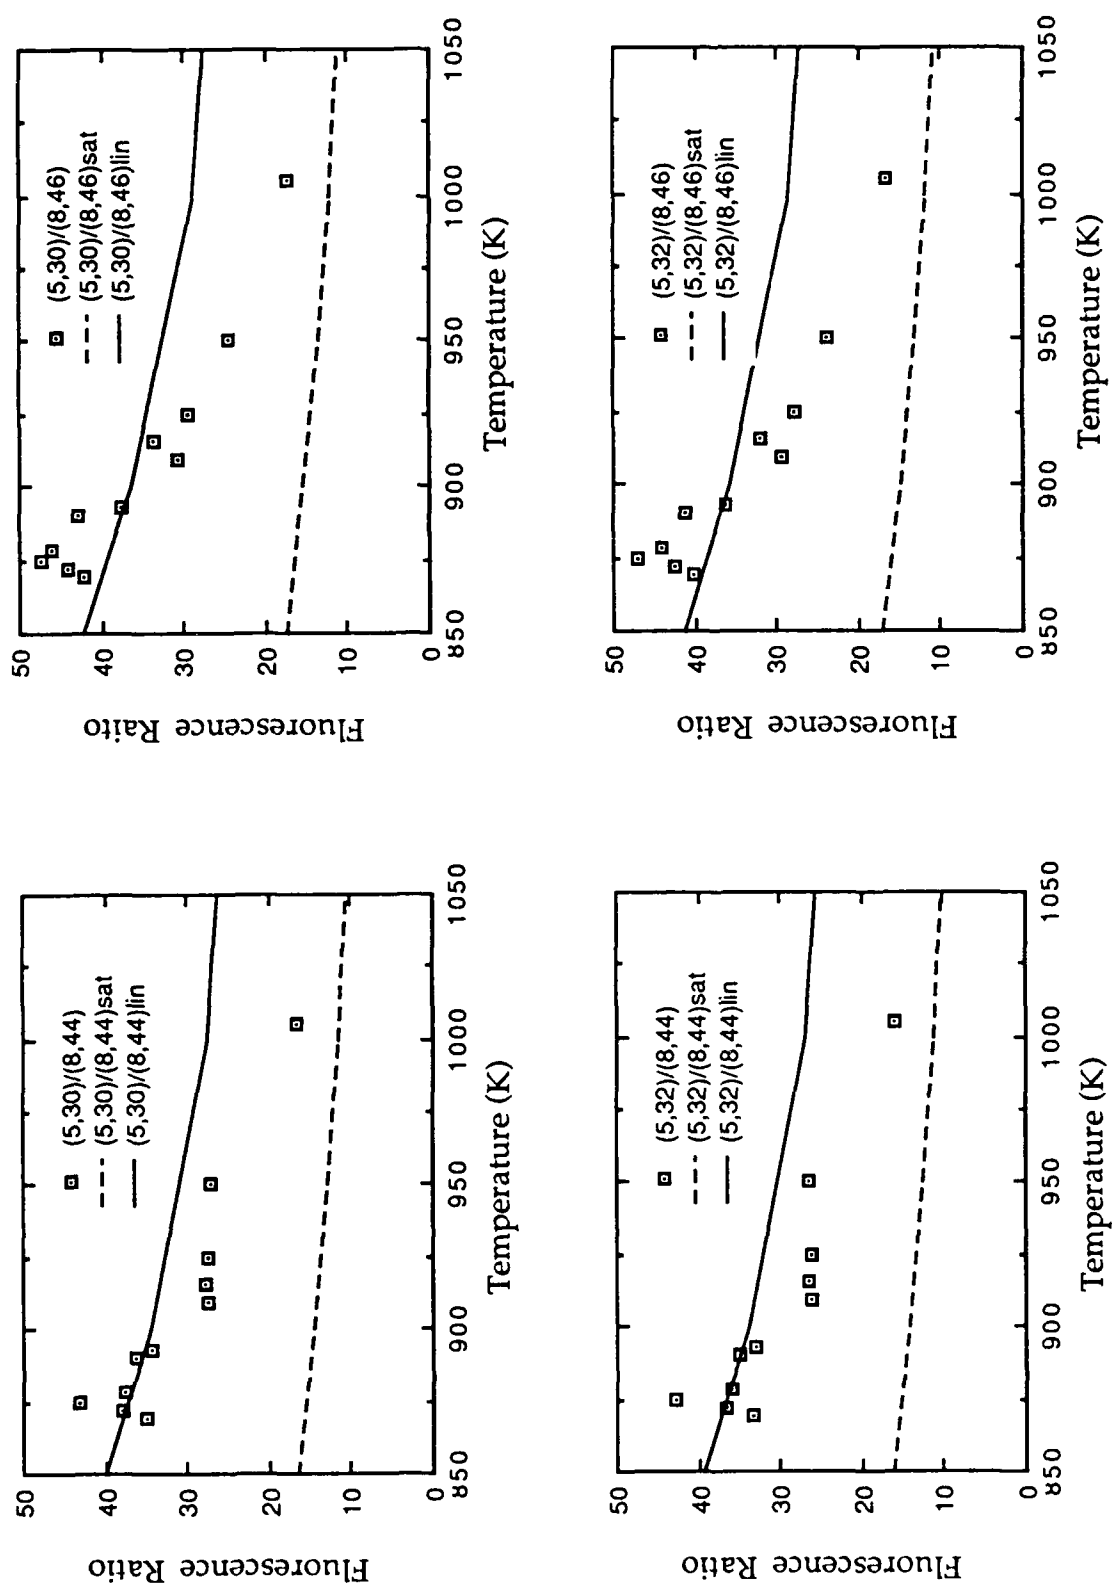 Fluorescence Ratio
50
40
30
20
10
0
(5,30)/(8,44)
(5,30)/(8,44)sat
(5,30)/(8,44)lin
850 900 950 1000 1050
Temperature (K)
Fluorescence Raito
50
40
30
20
10
0
(5,30)/(8,46)
(5,30)/(8,46)sat
(5,30)/(8,46)lin
850 900 950 1000 1050
Temperature (K)
Fluorescence Ratio
50
40
30
20
10
0
(5,32)/(8,44)
(5,32)/(8,44)sat
(5,32)/(8,44)lin
850 900 950 1000 1050
Temperature (K)
Fluorescence Ratio
50
40
30
20
10
0
(5,32)/(8,46)
(5,32)/(8,46)sat
(5,32)/(8,46)lin
850 900 950 1000 1050
Temperature (K)